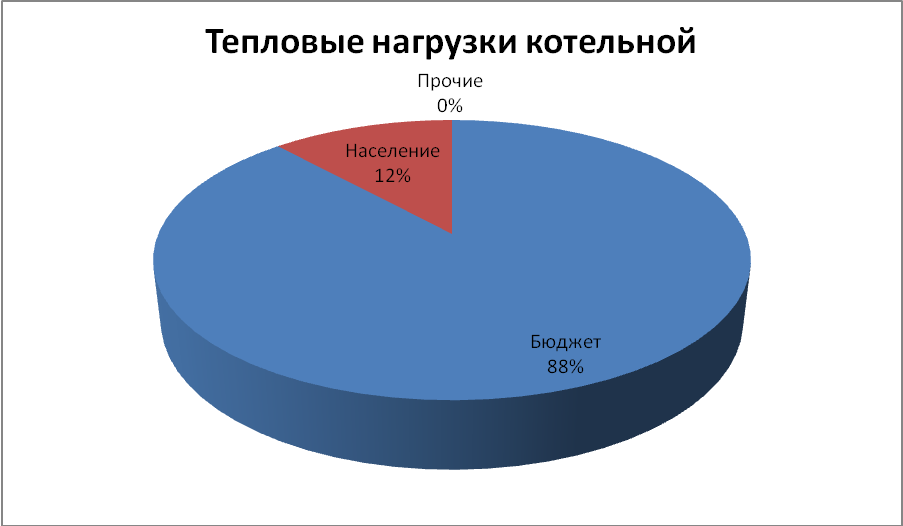 Тепловые нагрузки котельной
Прочие
0%
Население
12%
Бюджет
88%